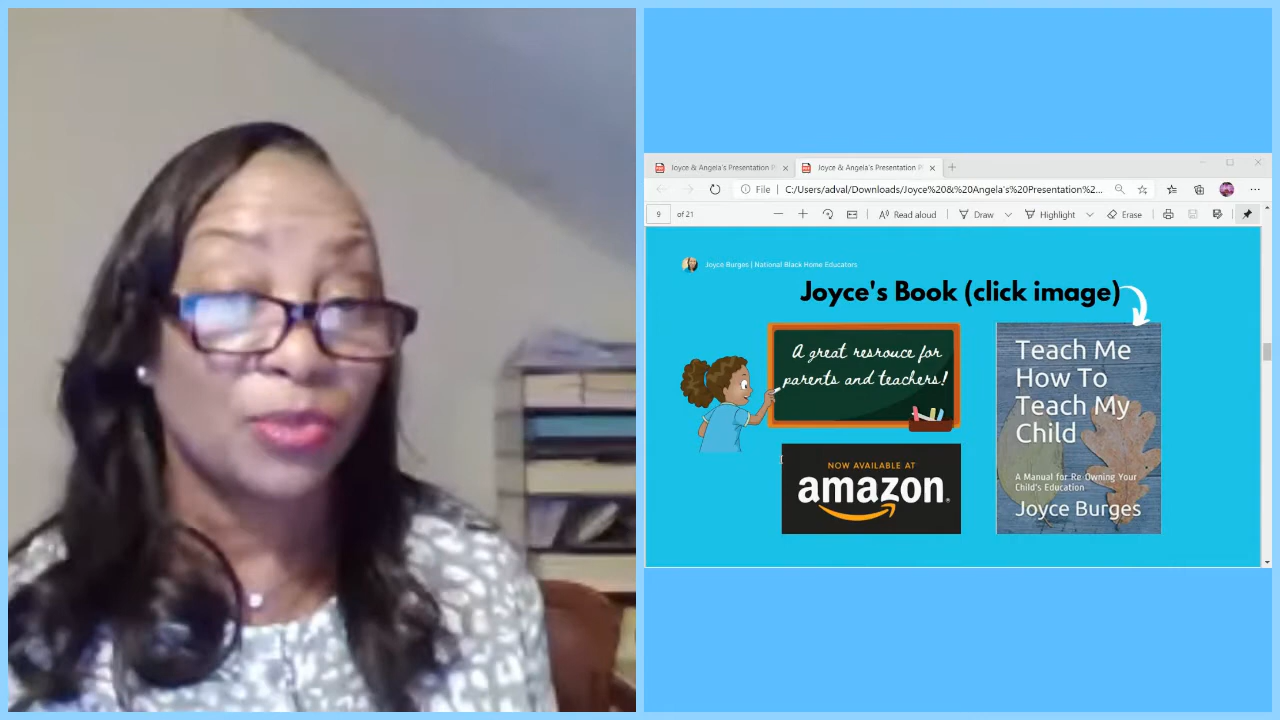 Joyce & Angela's Presentation P
Joyce & Angela's Presentation P
File
C:/Users/adval/Downloads/Joyce%20&%20Angela's%20Presentation%2...
9 of 21
Read aloud
Draw
Highlight
Erase
Joyce Burges | National Black Home Educators
Joyce's Book (click image)
A great resrouce for
parents and teachers!
NOW AVAILABLE AT
amazon
Teach Me
How To
Teach My
Child
A Manual for Re-Owning Your
Child's Education
Joyce Burges